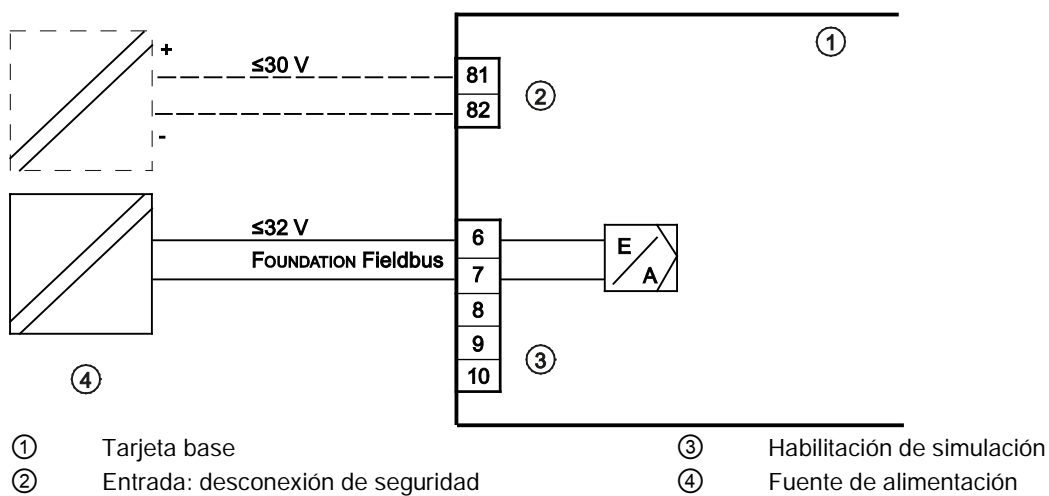 ①
+
≤30 V
81
82
②
-
≤32 V
FOUNDATION Fieldbus
6
7
8
9
10
E
A
③
④
① Tarjeta base
② Entrada: desconexión de seguridad
③ Habilitación de simulación
④ Fuente de alimentación